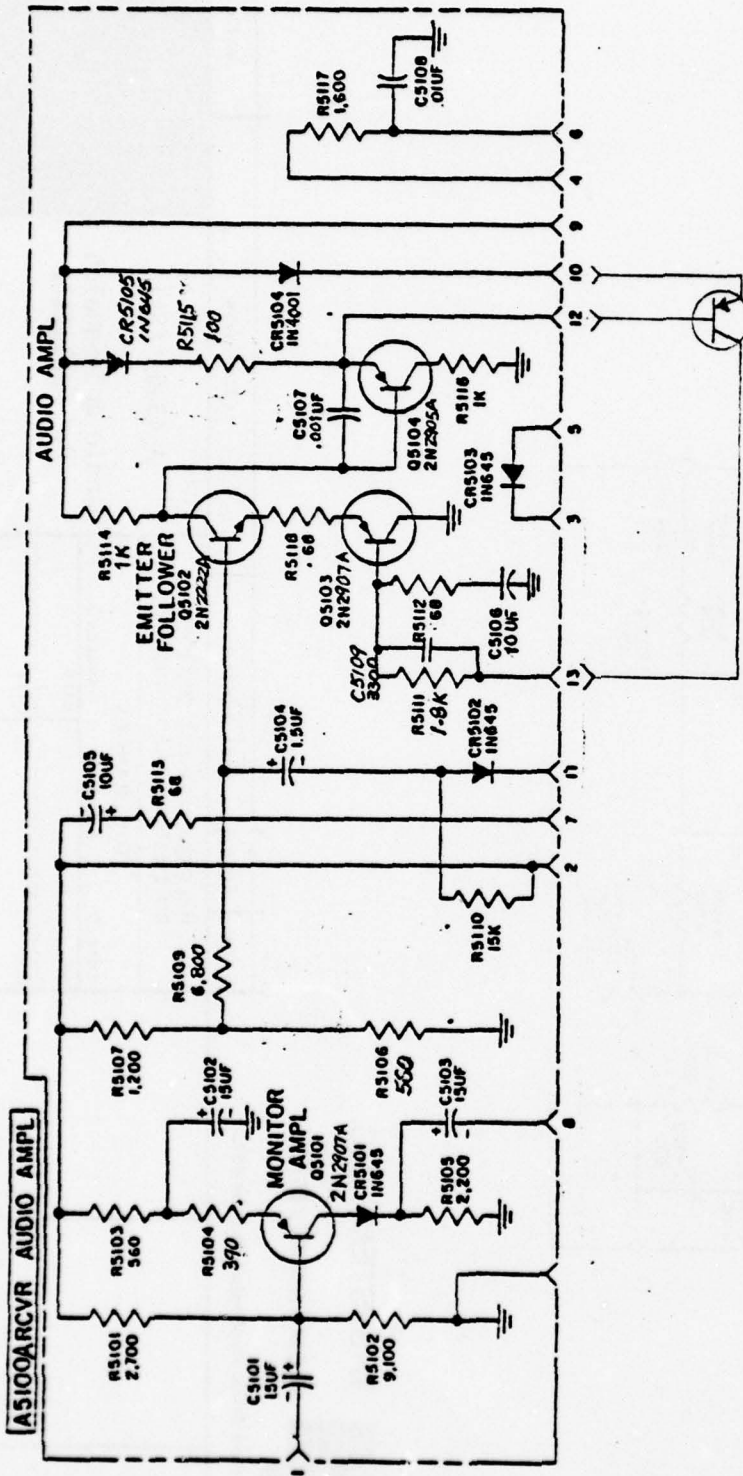 A5100A RCVR AUDIO AMPL
AUDIO AMPL
R5101
2,700
C5101
15UF
R5102
9,100
1
R5103
560
R5104
390
C5102
15UF
MONITOR
AMPL
Q5101
2N2907A
CR5101
1N645
R5105
2,200
C5103
15UF
8
R5107
1,200
R5106
560
R5109
6,800
C5105
10UF
R5113
68
R5110
15K
2
7
C5104
1.5UF
CR5102
1N645
11
R5114
1K
EMITTER
FOLLOWER
Q5102
2N2222A
R5118
.68
Q5103
2N2907A
C5109
3300
R5111
1.8K
R5112
68
C5106
10UF
13
CR5105
1N645
R5115
100
C5107
.001UF
Q5104
2N2905A
R5116
1K
CR5103
1N645
3
5
CR5104
1N4001
12
10
9
R5117
1,600
C5108
.01UF
4
6